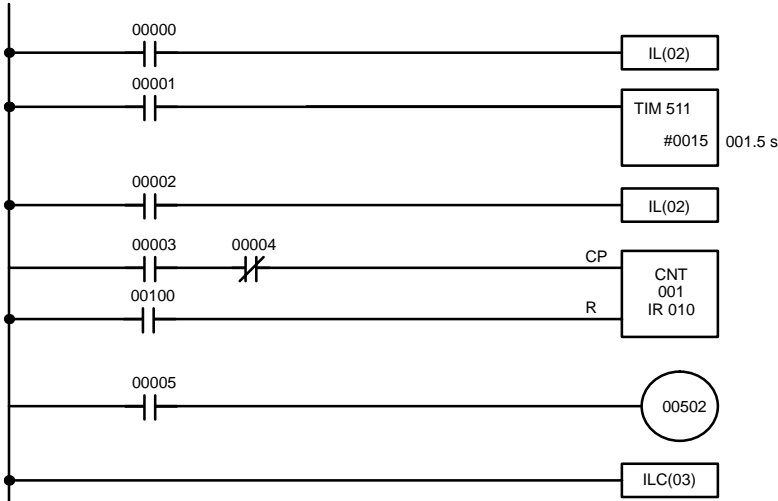 00000
IL(02)
00001
TIM 511
#0015 001.5 s
00002
IL(02)
00003 00004
CP
CNT
001
IR 010
00100
R
00005
00502
ILC(03)